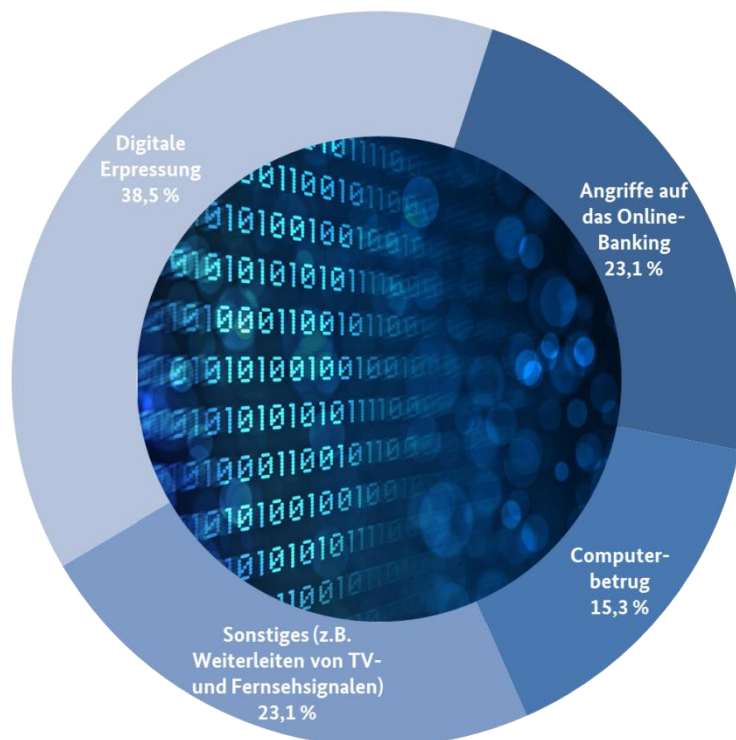 Digitale
Erpressung
38,5 %
Angriffe auf
das Online-
Banking
23,1 %
Computer-
betrug
15,3 %
Sonstiges (z.B.
Weiterleiten von TV-
und Fernsehsignalen)
23,1 %